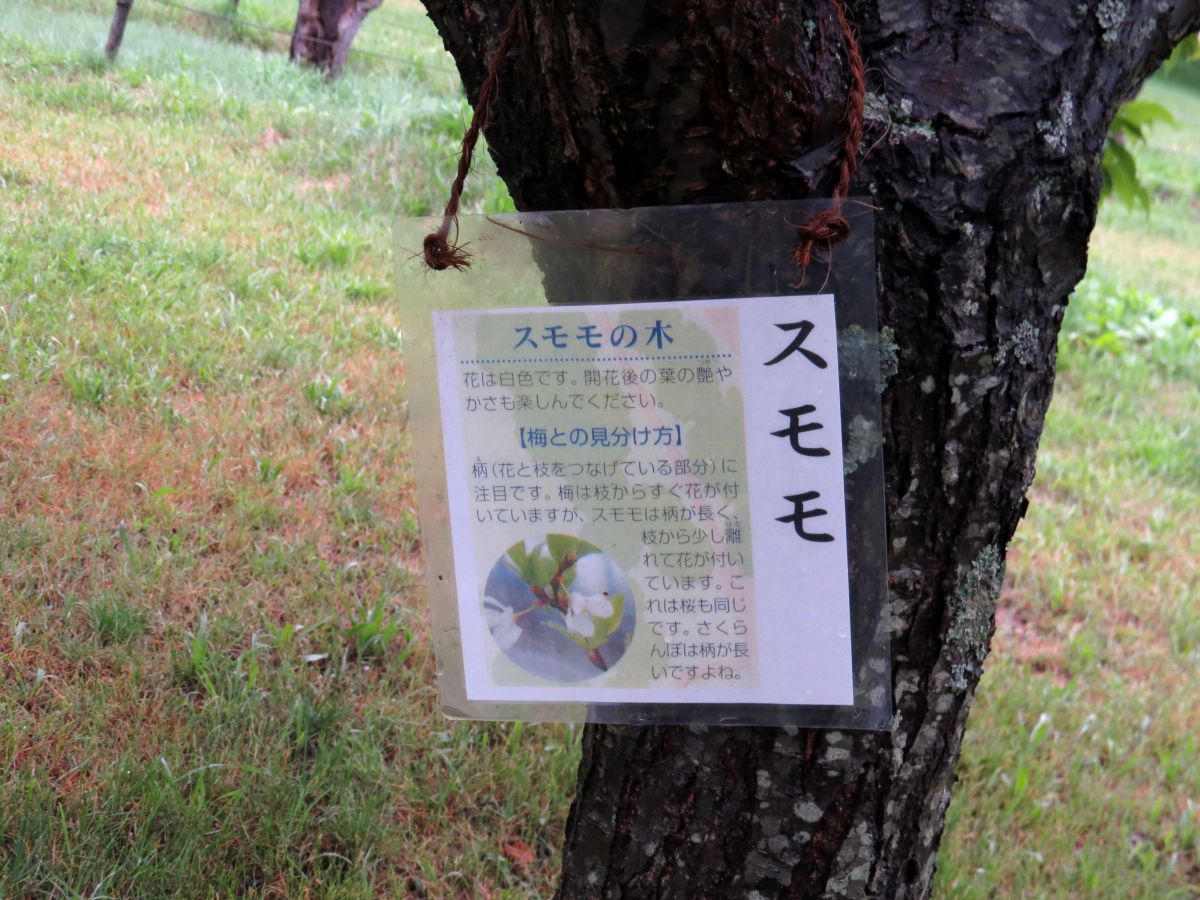 スモモ
スモモの木
花は白色です。開花後の葉の艶や
かさも楽しんでください。
【梅との見分け方】
柄(花と枝をつなげている部分)に
注目です。梅は枝からすぐ花が付
いていますが、スモモは柄が長く、
枝から少し離
れて花が付い
ています。こ
れは桜も同じ
です。さくら
んぼは柄が長
いですよね。